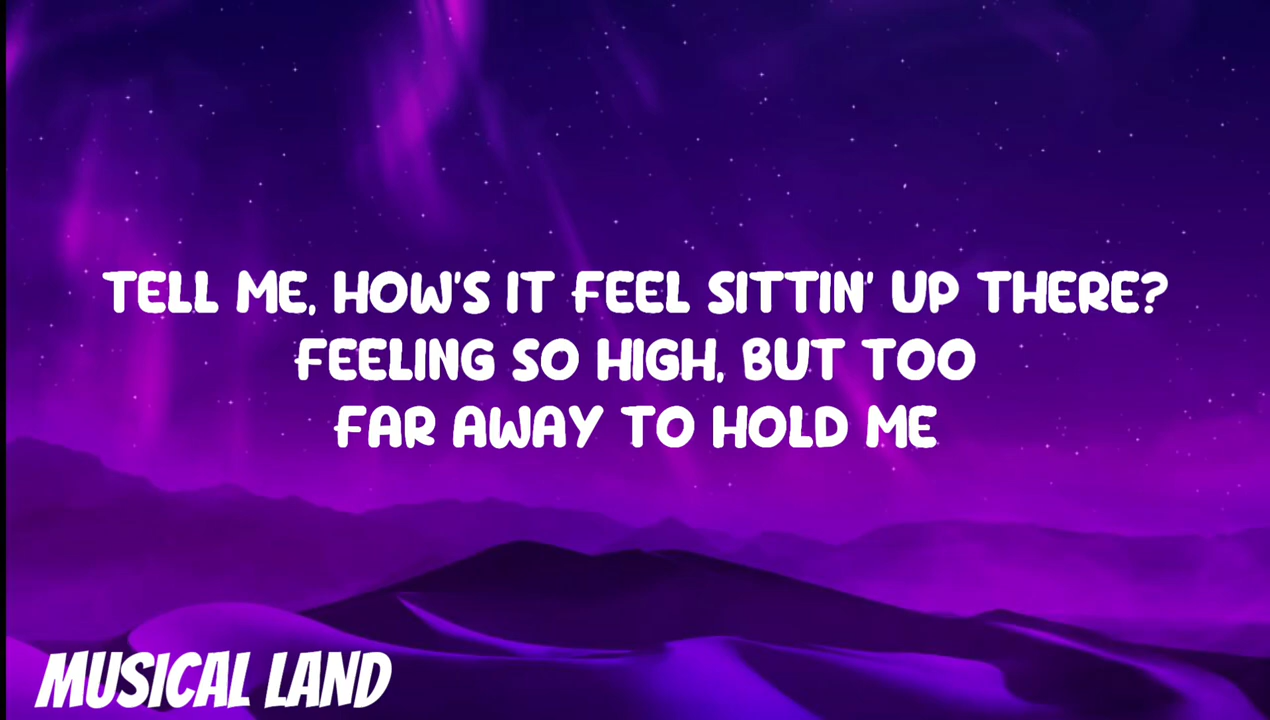 TELL ME, HOW'S IT FEEL SITTIN' UP THERE?
FEELING SO HIGH, BUT TOO
FAR AWAY TO HOLD ME
MUSICAL LAND